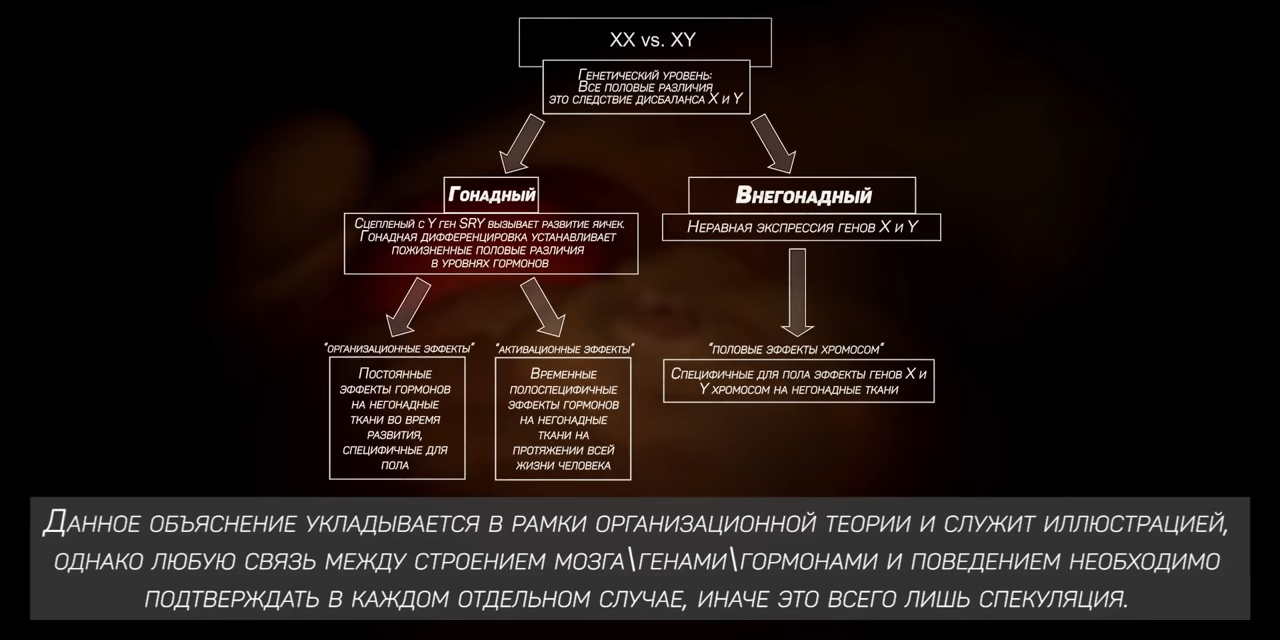 XX vs. XY
Генетический уровень:
Все половые различия
это следствие дисбаланса X и Y
Гонадный
Сцепленый с Y ген SRY вызывает развитие яичек.
Гонадная дифференцировка устанавливает
пожизненные половые различия
в уровнях гормонов
Внегонадный
Неравная экспрессия генов X и Y
"организационные эффекты"
Постоянные
эффекты гормонов
на негонадные
ткани во время
развития,
специфичные для
пола
"активационные эффекты"
Временные
полоспецифичные
эффекты гормонов
на негонадные
ткани на
протяжении всей
жизни человека
"половые эффекты хромосом"
Специфичные для пола эффекты генов X и
Y хромосом на негонадные ткани
Данное объяснение укладывается в рамки организационной теории и служит иллюстрацией,
однако любую связь между строением мозга\генами\гормонами и поведением необходимо
подтверждать в каждом отдельном случае, иначе это всего лишь спекуляция.